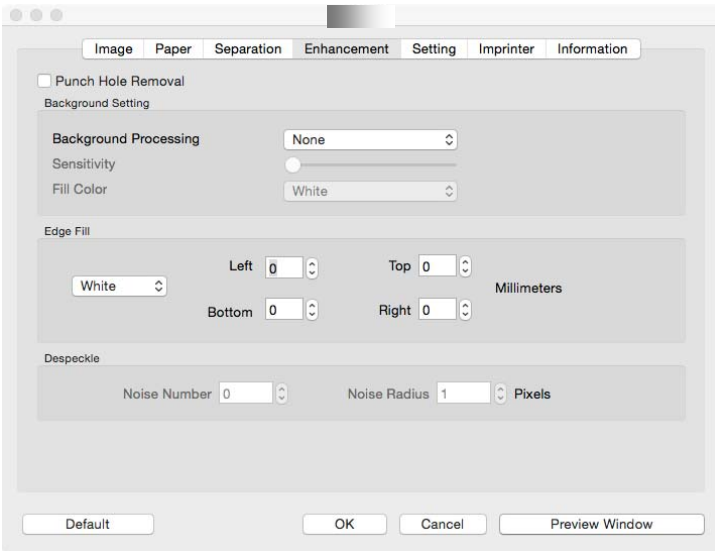 Image Paper Separation Enhancement Setting Imprinter Information
Punch Hole Removal
Background Setting
Background Processing None
Sensitivity
Fill Color White
Edge Fill
Left 0 Top 0
White Millimeters
Bottom 0 Right 0
Despeckle
Noise Number 0 Noise Radius 1 Pixels
Default OK Cancel Preview Window